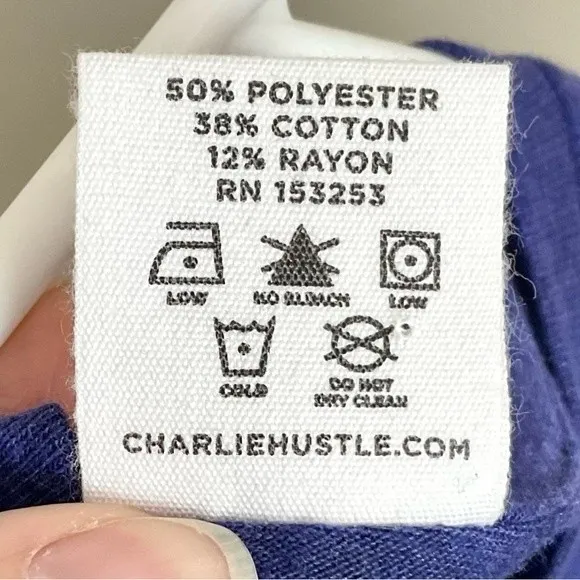 50% POLYESTER
38% COTTON
12% RAYON
RN 153253
LOW
NO BLEACH
LOW
COLD
DO NOT
DRY CLEAN
CHARLIEHUSTLE.COM